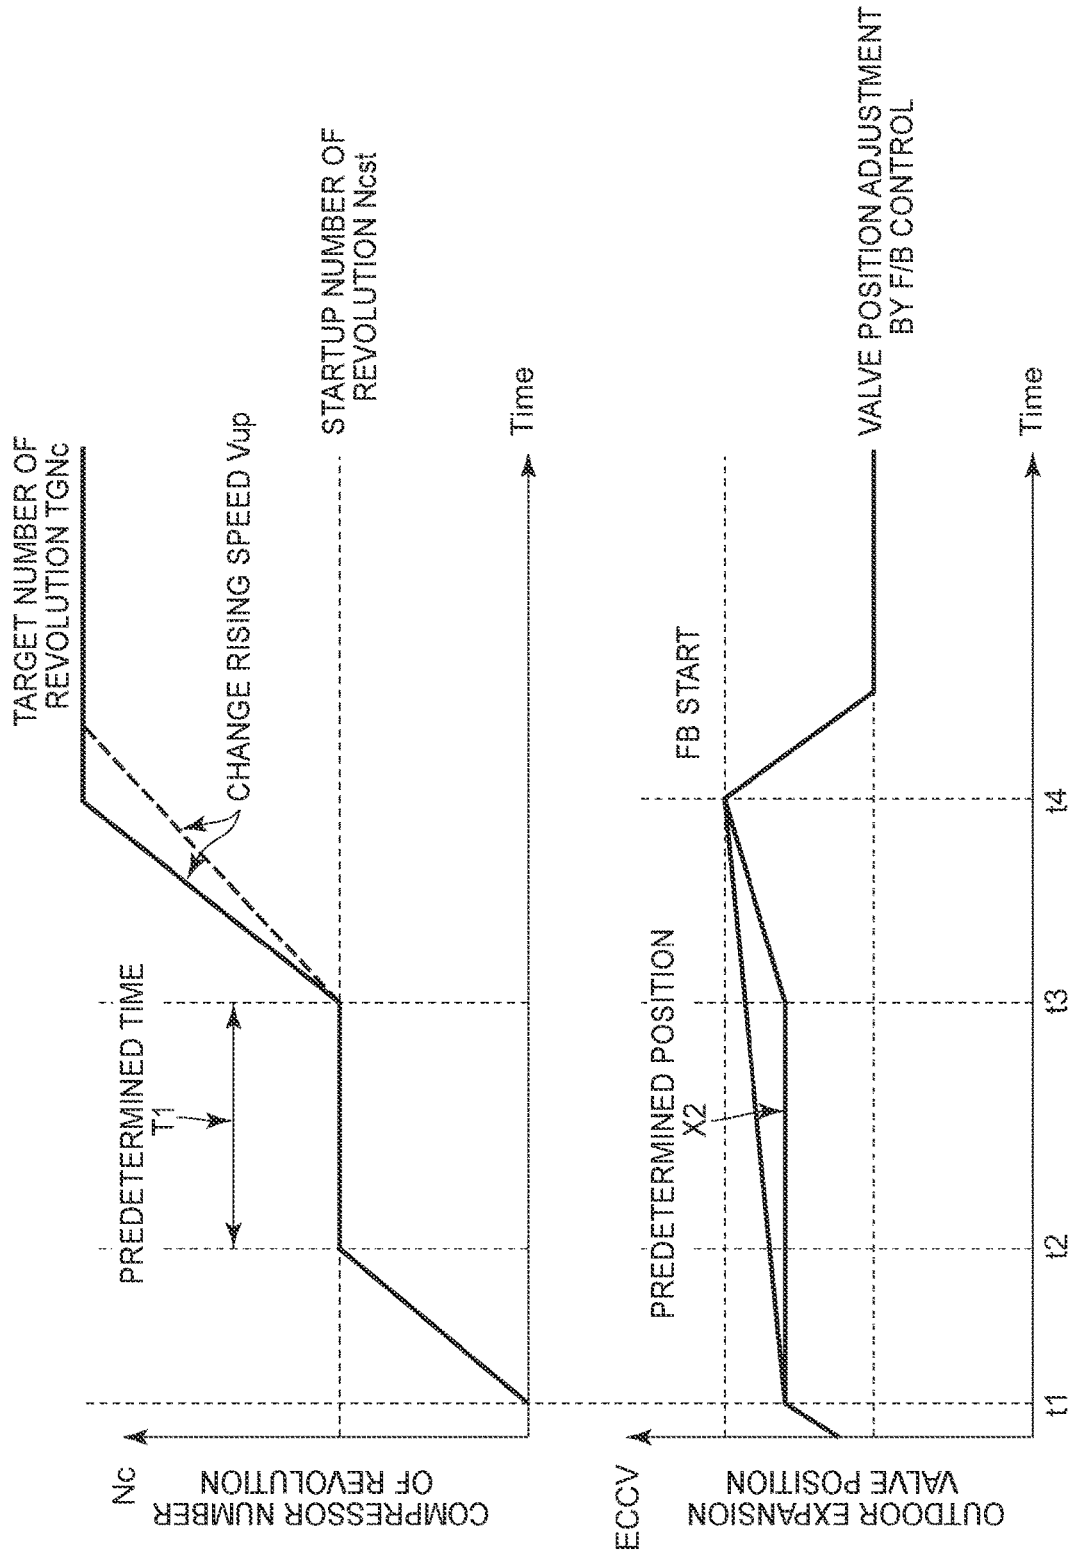 TARGET NUMBER OF
REVOLUTION TGNc
Nc
COMPRESSOR NUMBER
OF REVOLUTION
PREDETERMINED TIME
T1
CHANGE RISING SPEED Vup
STARTUP NUMBER OF
REVOLUTION Ncst
Time
ECCV
OUTDOOR EXPANSION
VALVE POSITION
PREDETERMINED POSITION
X2
FB START
VALVE POSITION ADJUSTMENT
BY F/B CONTROL
t1
t2
t3
t4
Time